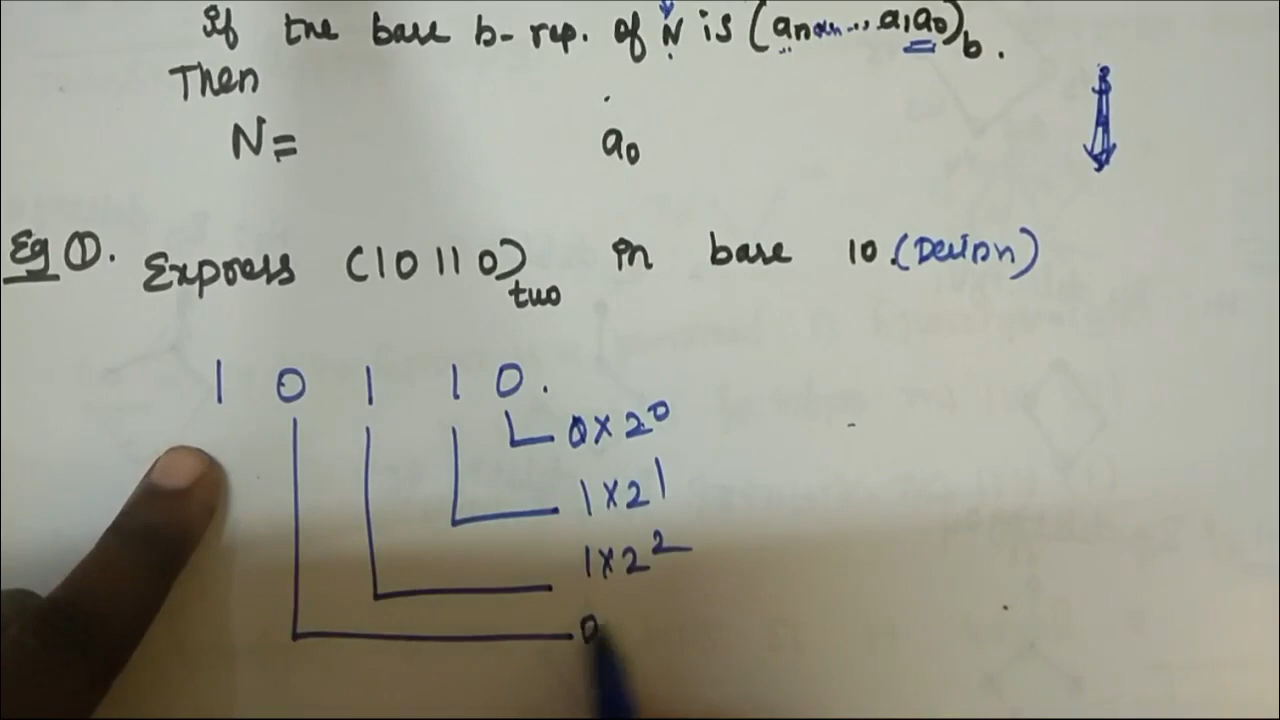 If the base b-rep. of N is (an ... a1a0)b.
Then
N= a0
Eg ①. Express (10110)two in base 10.
1 0 1 1 0.
0×2⁰
1×2¹
1×2²
0